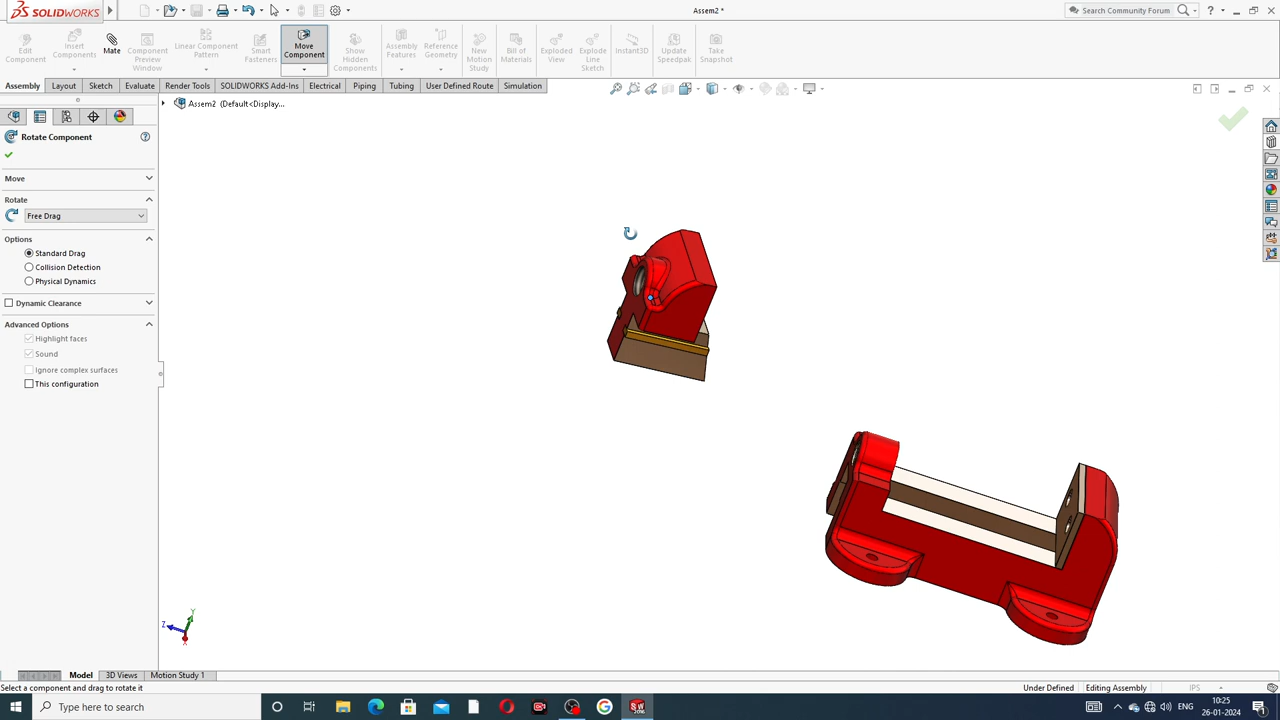 SOLIDWORKS
Assem2 *
Search Community Forum
Edit Component
Insert Components
Mate
Component Preview Window
Linear Component Pattern
Smart Fasteners
Move Component
Show Hidden Components
Assembly Features
Reference Geometry
New Motion Study
Bill of Materials
Exploded View
Explode Line Sketch
Instant3D
Update Speedpak
Take Snapshot
Assembly
Layout
Sketch
Evaluate
Render Tools
SOLIDWORKS Add-Ins
Electrical
Piping
Tubing
User Defined Route
Simulation
Assem2 (Default<Display...
Rotate Component
Move
Rotate
Free Drag
Options
Standard Drag
Collision Detection
Physical Dynamics
Dynamic Clearance
Advanced Options
Highlight faces
Sound
Ignore complex surfaces
This configuration
Y
Z
X
Model
3D Views
Motion Study 1
Select a component and drag to rotate it
Under Defined
Editing Assembly
IPS
Type here to search
ENG
10:25
26-01-2024